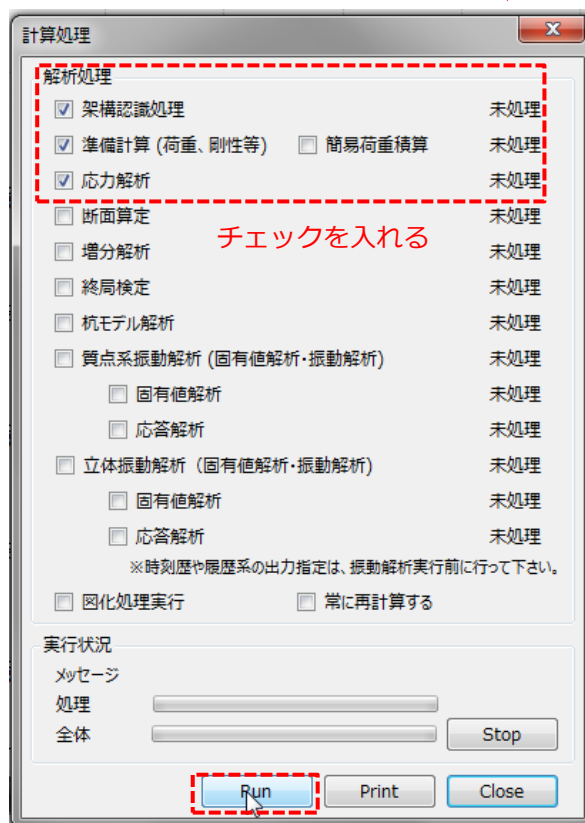 計算処理
解析処理
架構認識処理 未処理
準備計算 (荷重、剛性等) 簡易荷重積算 未処理
応力解析 未処理
断面算定 未処理
チェックを入れる
増分解析 未処理
終局検定 未処理
杭モデル解析 未処理
質点系振動解析 (固有値解析・振動解析) 未処理
固有値解析 未処理
応答解析 未処理
立体振動解析 (固有値解析・振動解析) 未処理
固有値解析 未処理
応答解析 未処理
※時刻歴や履歴系の出力指定は、振動解析実行前に行って下さい。
図化処理実行 常に再計算する
実行状況
メッセージ
処理
全体 Stop
Run Print Close